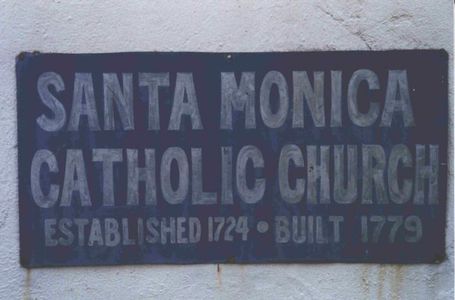 SANTA MONICA
CATHOLIC CHURCH
ESTABLISHED 1724 • BUILT 1779